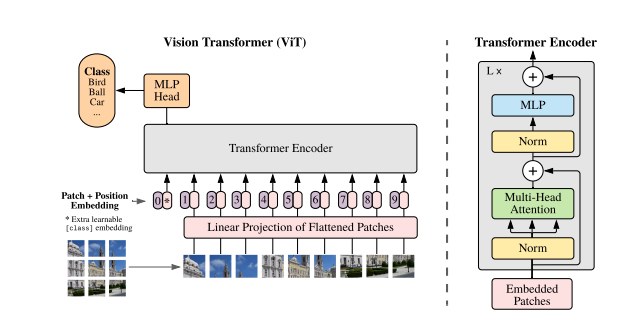 Vision Transformer (ViT)
Class
Bird
Ball
Car
...
MLP
Head
Transformer Encoder
Patch + Position
Embedding
* Extra learnable
[class] embedding
0 * 1 2 3 4 5 6 7 8 9
Linear Projection of Flattened Patches
Transformer Encoder
L ×
+
MLP
Norm
+
Multi-Head
Attention
Norm
Embedded
Patches